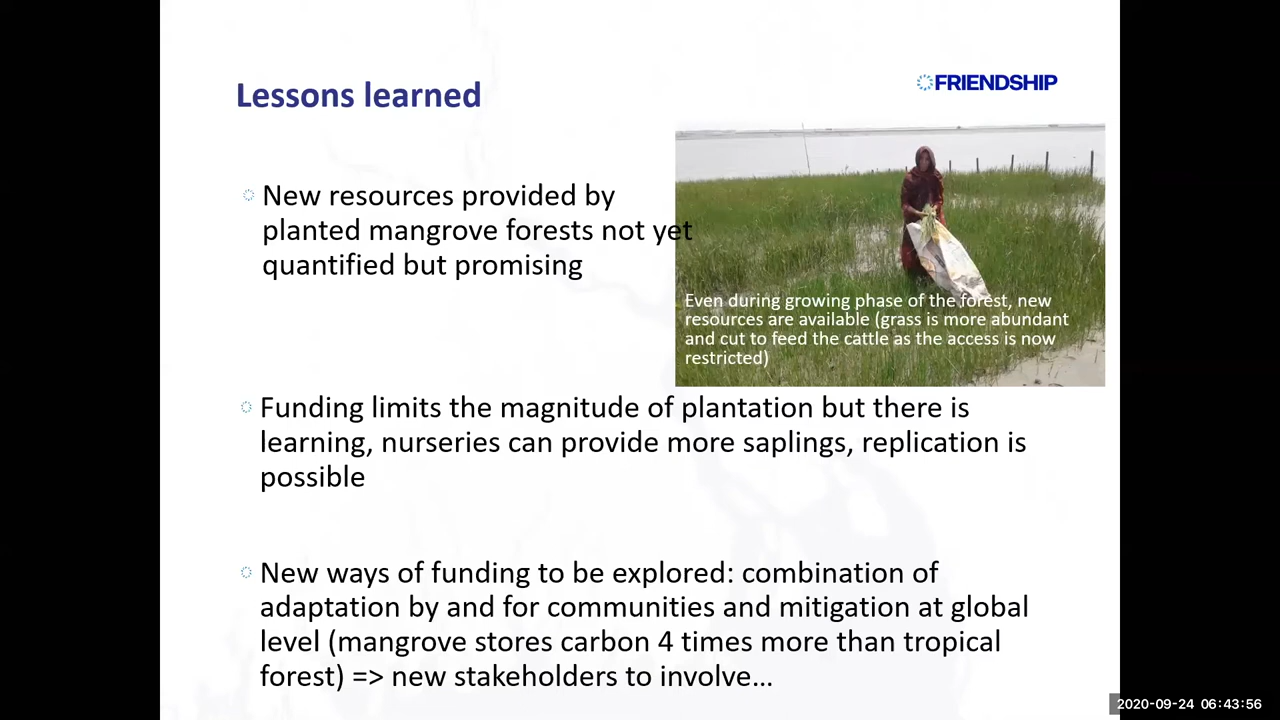 Lessons learned
FRIENDSHIP
New resources provided by
planted mangrove forests not yet
quantified but promising
Even during growing phase of the forest, new
resources are available (grass is more abundant
and cut to feed the cattle as the access is now
restricted)
Funding limits the magnitude of plantation but there is
learning, nurseries can provide more saplings, replication is
possible
New ways of funding to be explored: combination of
adaptation by and for communities and mitigation at global
level (mangrove stores carbon 4 times more than tropical
forest) => new stakeholders to involve…
2020-09-24 06:43:56